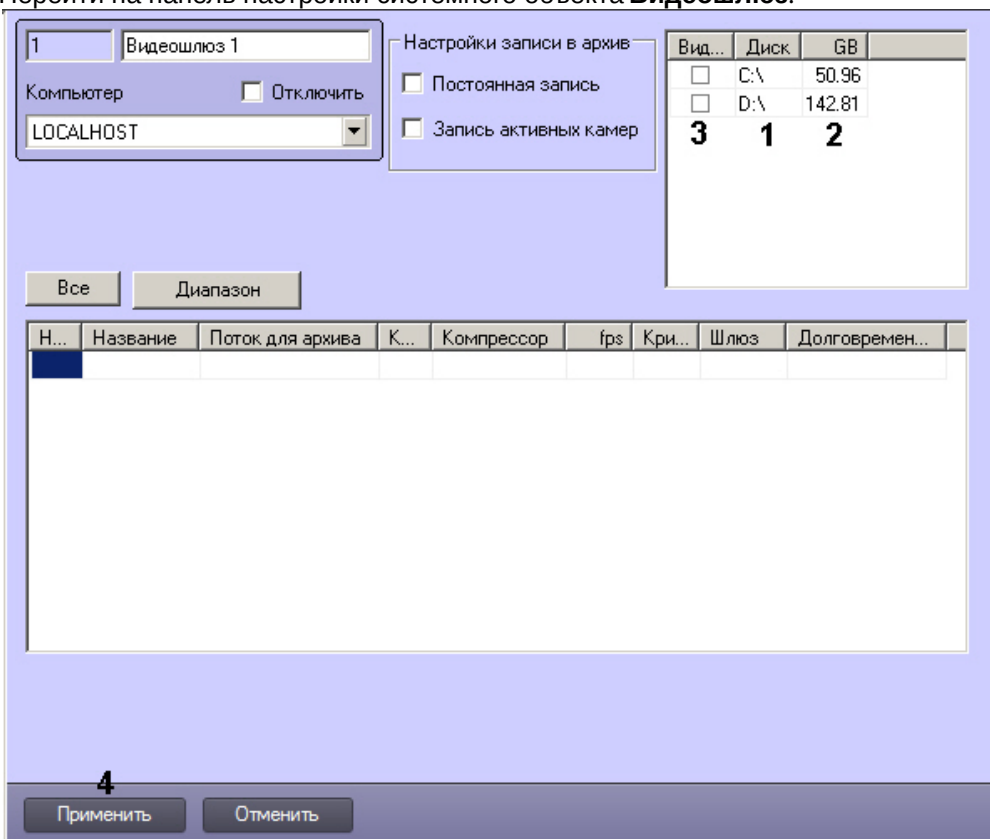 Перейти на панель настройки системного объекта Видеошлюз.
1 Видеошлюз 1
Компьютер Отключить
LOCALHOST
Настройки записи в архив
Постоянная запись
Запись активных камер
Вид... Диск GB
C:\ 50.96
D:\ 142.81
3 1 2
Все Диапазон
Н... Название Поток для архива К... Компрессор fps Кри... Шлюз Долговремен...
4
Применить Отменить